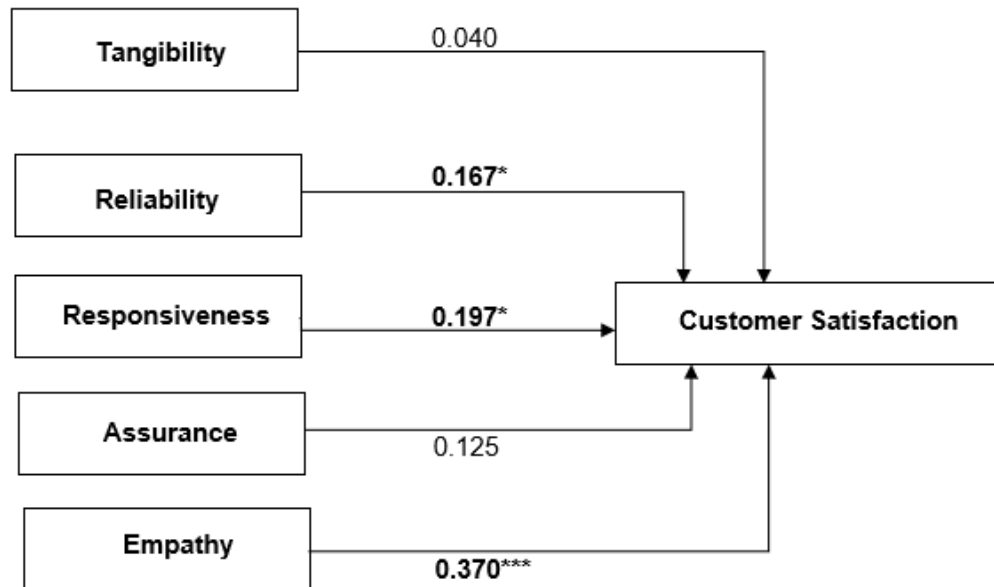 Tangibility
0.040
Reliability
0.167*
Responsiveness
0.197*
Customer Satisfaction
Assurance
0.125
Empathy
0.370***